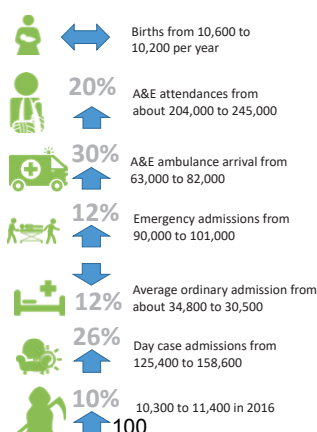 Births from 10,600 to
10,200 per year
20%
A&E attendances from
about 204,000 to 245,000
30%
A&E ambulance arrival from
63,000 to 82,000
12%
Emergency admissions from
90,000 to 101,000
12%
Average ordinary admission from
about 34,800 to 30,500
26%
Day case admissions from
125,400 to 158,600
10%
10,300 to 11,400 in 2016
100